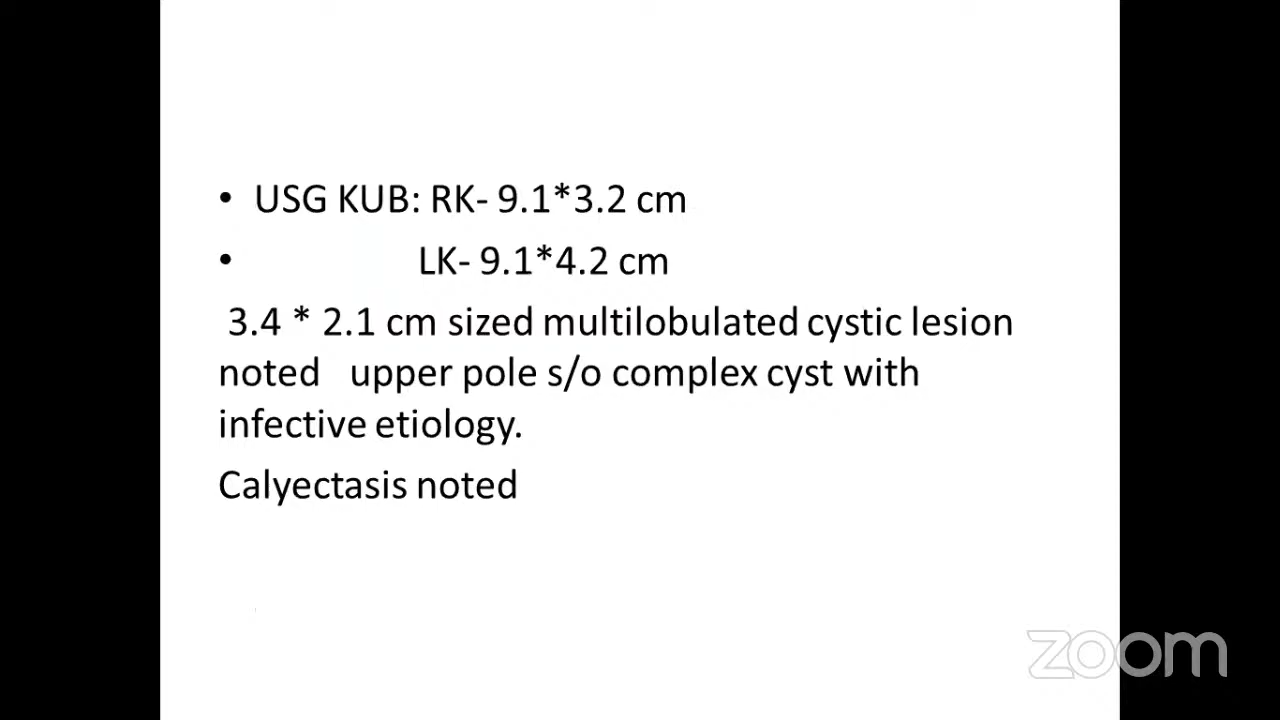 • USG KUB: RK- 9.1*3.2 cm
• LK- 9.1*4.2 cm
3.4 * 2.1 cm sized multilobulated cystic lesion
noted upper pole s/o complex cyst with
infective etiology.
Calyectasis noted
zoom